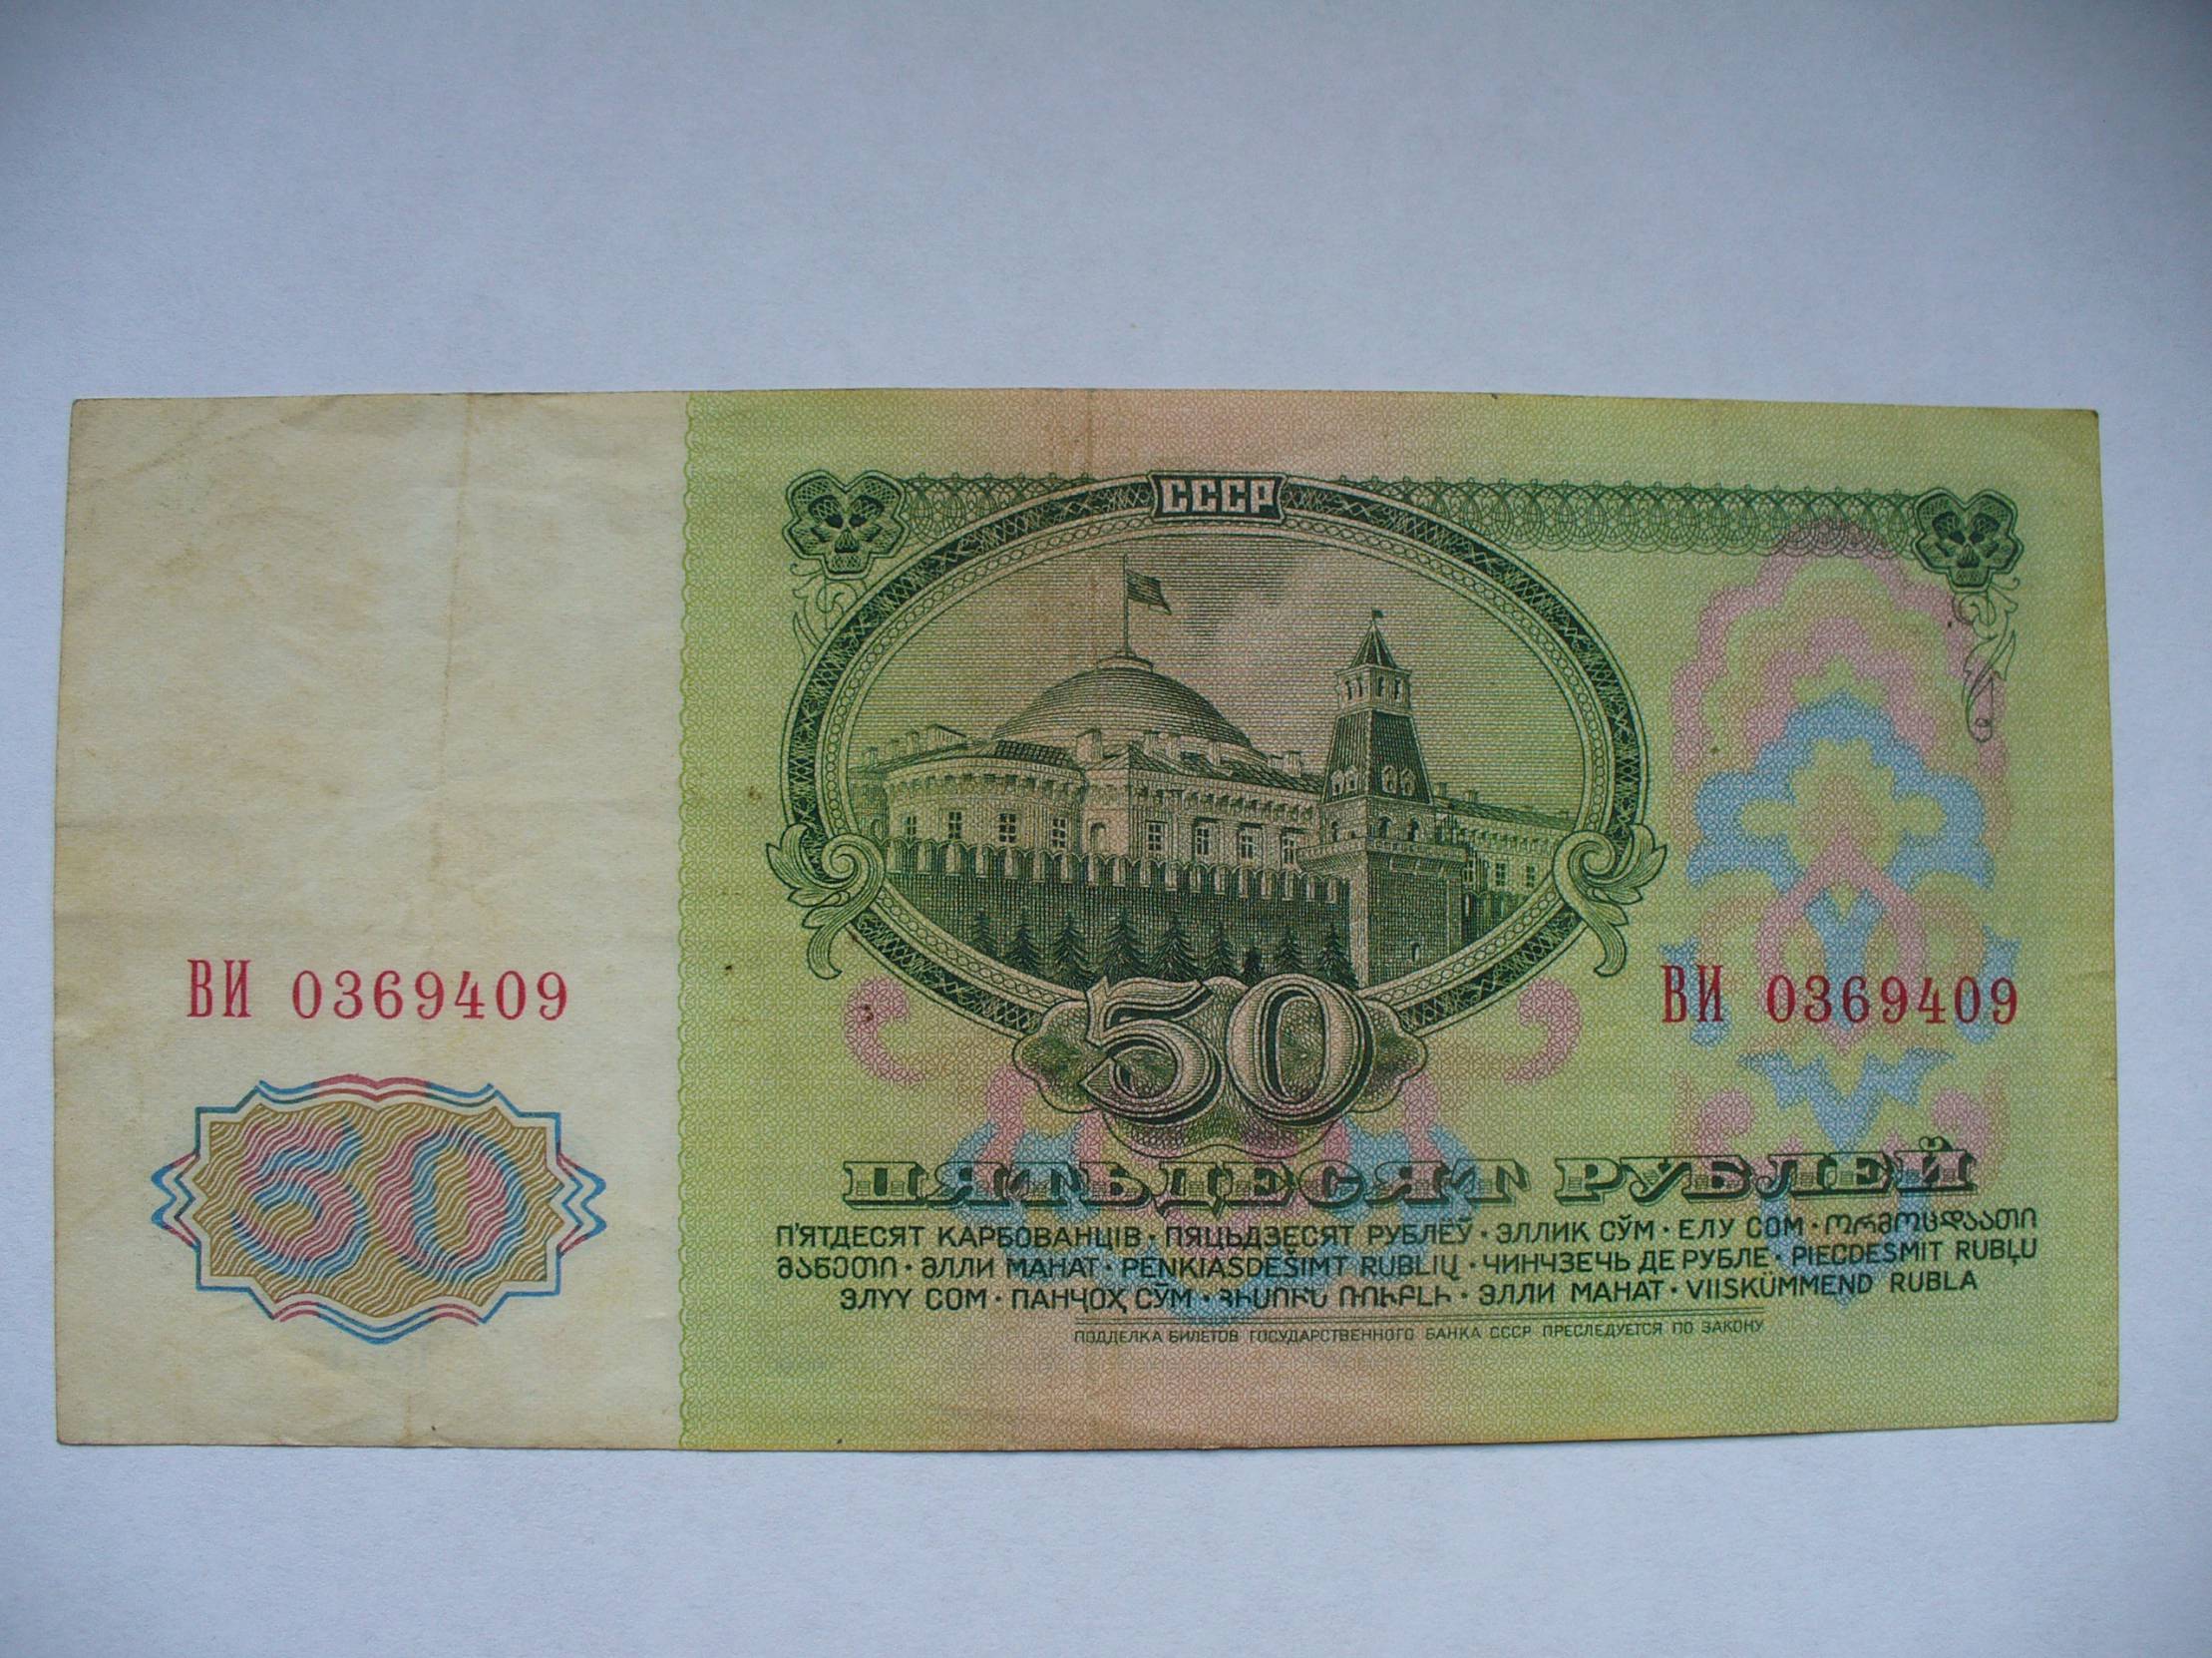 СССР
ВИ 0369409
ВИ 0369409
50
50
ПЯТЬДЕСЯТ РУБЛЕЙ
П'ЯТДЕСЯТ КАРБОВАНЦІВ · ПЯЦЬДЗЕСЯТ РУБЛЁЎ · ЭЛЛИК СЎМ · ЕЛУ СОМ · ᲝᲠᲛᲝᲪᲓᲐᲐᲗᲘ
ᲛᲐᲜᲔᲗᲘ · ӘЛЛИ МАНАТ · PENKIASDEŠIMT RUBLIŲ · ЧИНЧЗЕЧЬ ДЕ РУБЛЕ · PIECDESMIT RUBĻU
ЭЛҮҮ СОМ · ПАНҶОҲ СЎМ · ՅԻՍՈՒՆ ՌՈՒԲԼԻ · ЭЛЛИ МАНАТ · VIISKÜMMEND RUBLA
ПОДДЕЛКА БИЛЕТОВ ГОСУДАРСТВЕННОГО БАНКА СССР ПРЕСЛЕДУЕТСЯ ПО ЗАКОНУ